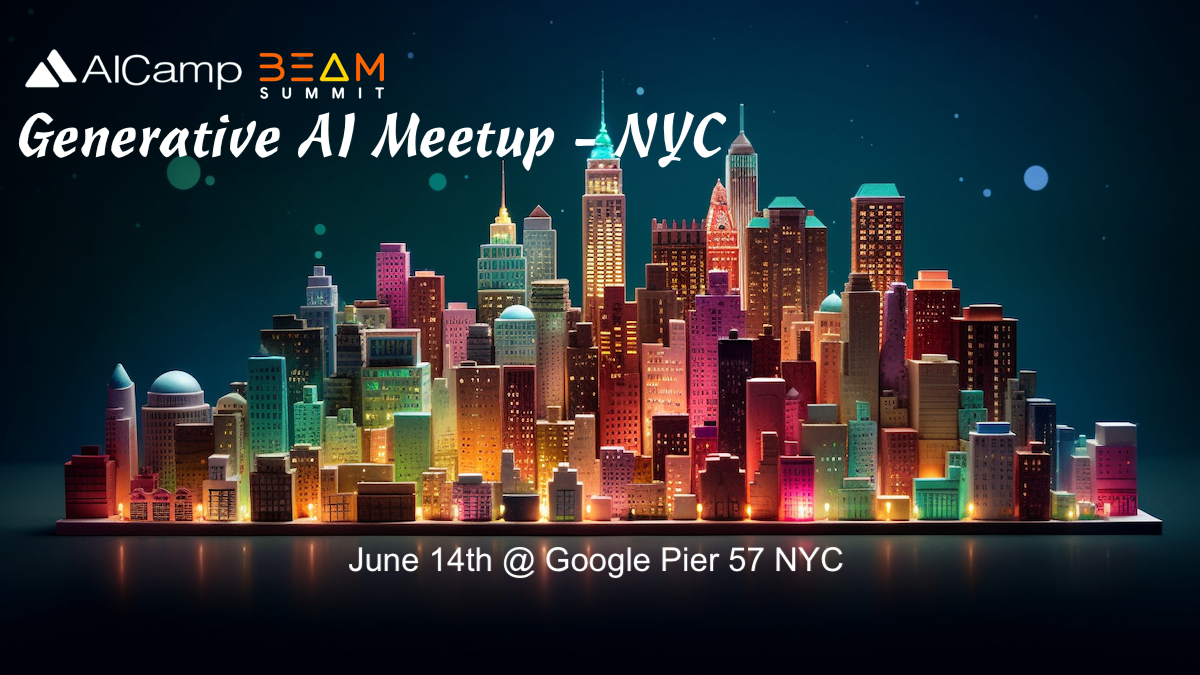 AICamp BEAM
SUMMIT
Generative AI Meetup - NYC
June 14th @ Google Pier 57 NYC